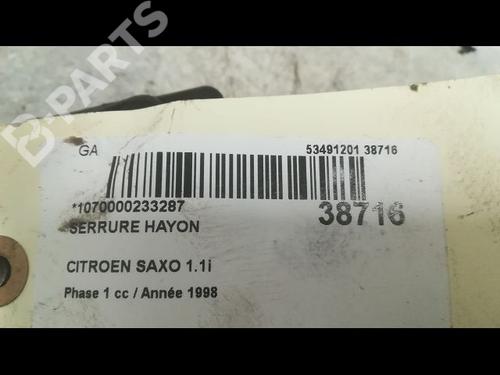 B-PARTS
GA
53491201 38716
*1070000233287
38716
SERRURE HAYON
CITROEN SAXO 1.1i
Phase 1 cc / Année 1998